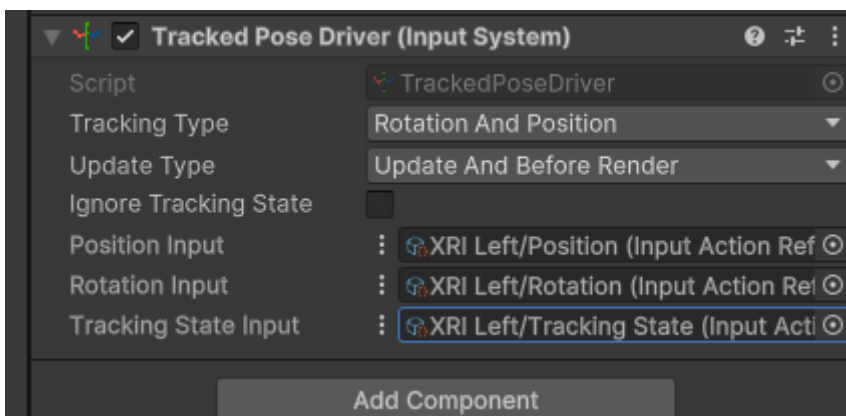 Tracked Pose Driver (Input System)
Script TrackedPoseDriver
Tracking Type Rotation And Position
Update Type Update And Before Render
Ignore Tracking State
Position Input XRI Left/Position (Input Action Ref
Rotation Input XRI Left/Rotation (Input Action Ref
Tracking State Input XRI Left/Tracking State (Input Acti
Add Component